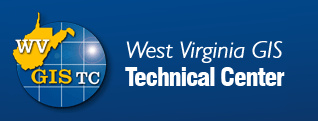 WV
GIS TC
West Virginia GIS
Technical Center